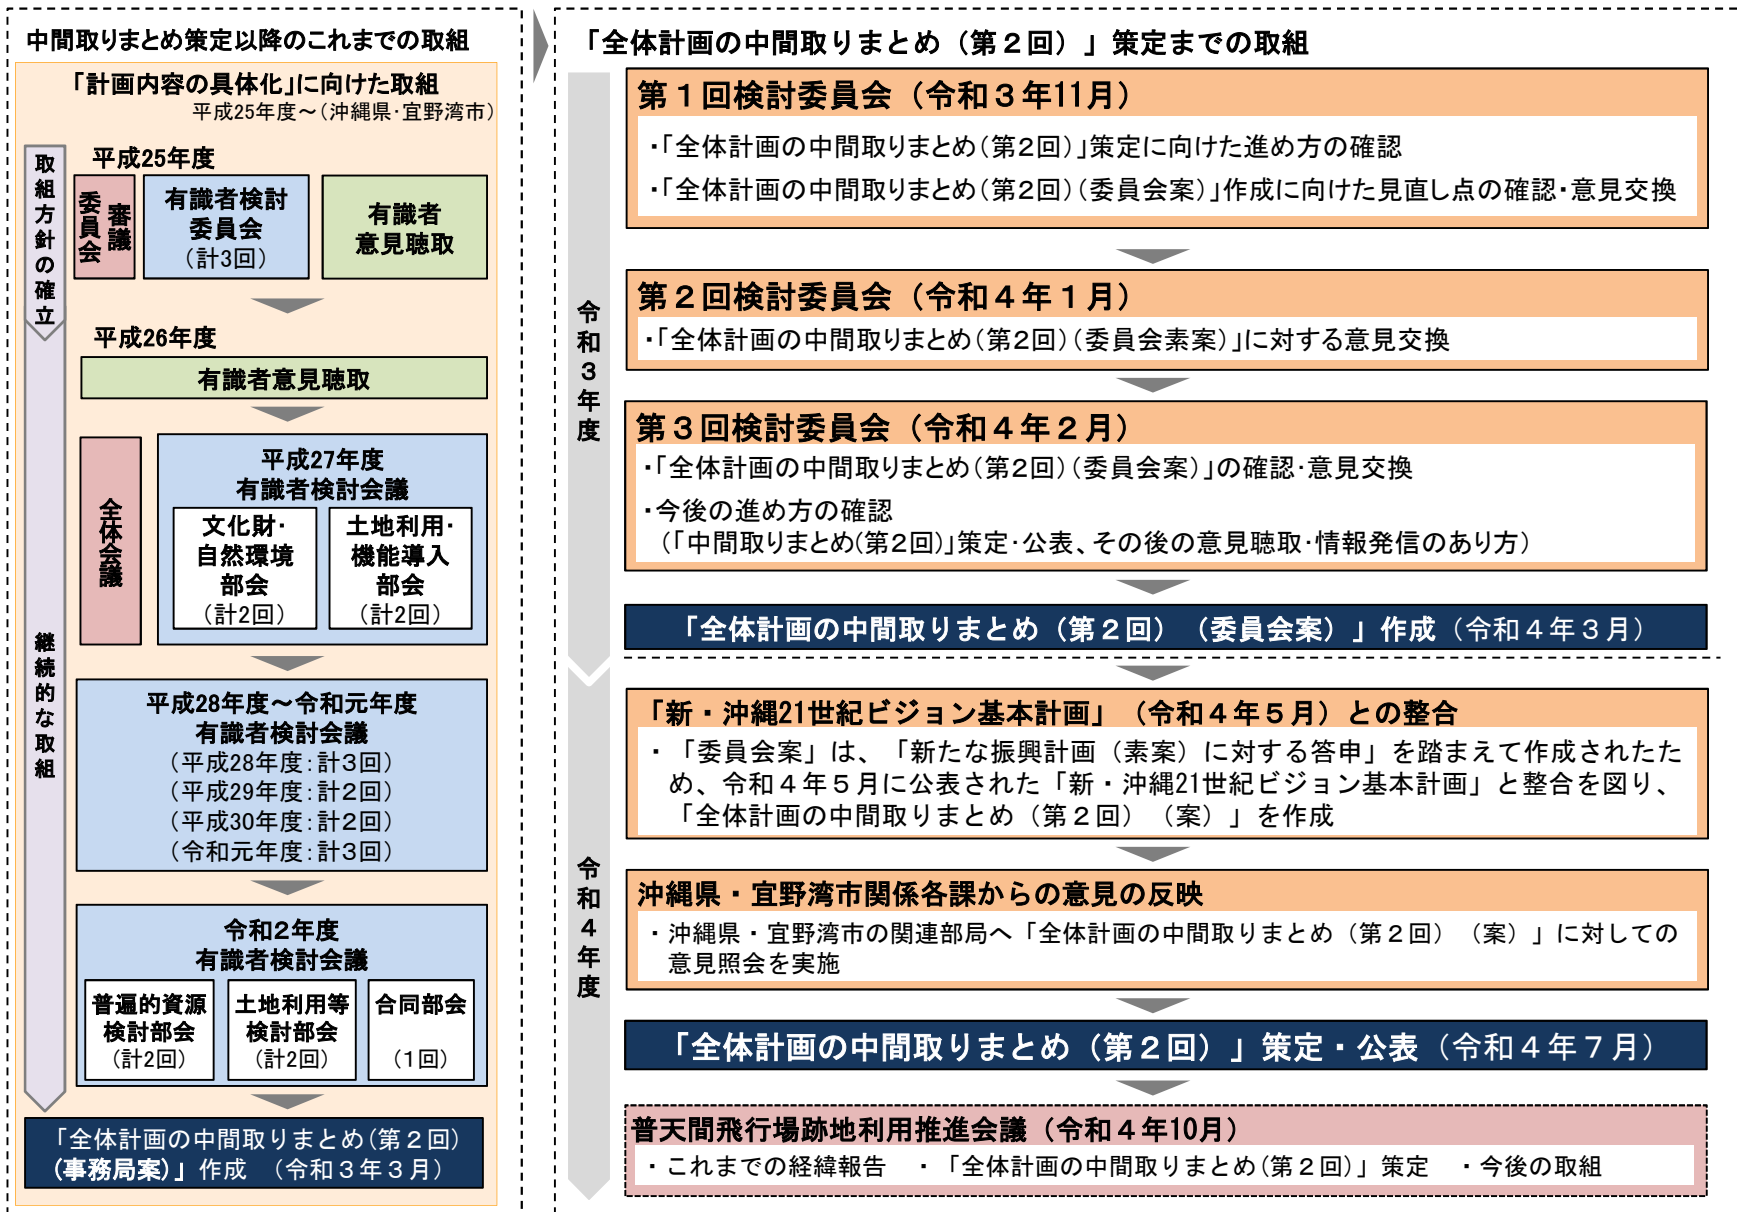 中間取りまとめ策定以降のこれまでの取組
「計画内容の具体化」に向けた取組
平成25年度～（沖縄県・宜野湾市）
取組方針の確立
継続的な取組
平成25年度
審議
委員会
有識者検討
委員会
（計3回）
有識者
意見聴取
平成26年度
有識者意見聴取
全体会議
平成27年度
有識者検討会議
文化財・
自然環境
部会
（計2回）
土地利用・
機能導入
部会
（計2回）
平成28年度～令和元年度
有識者検討会議
（平成28年度：計3回）
（平成29年度：計2回）
（平成30年度：計2回）
（令和元年度：計3回）
令和2年度
有識者検討会議
普遍的資源
検討部会
（計2回）
土地利用等
検討部会
（計2回）
合同部会
（1回）
「全体計画の中間取りまとめ（第２回）
（事務局案）」作成　（令和３年３月）
「全体計画の中間取りまとめ（第２回）」策定までの取組
令和３年度
第１回検討委員会（令和３年11月）
・「全体計画の中間取りまとめ（第2回）」策定に向けた進め方の確認
・「全体計画の中間取りまとめ（第2回）（委員会案）」作成に向けた見直し点の確認・意見交換
第２回検討委員会（令和４年１月）
・「全体計画の中間取りまとめ（第2回）（委員会素案）」に対する意見交換
第３回検討委員会（令和４年２月）
・「全体計画の中間取りまとめ（第2回）（委員会案）」の確認・意見交換
・今後の進め方の確認
（「中間取りまとめ(第2回)」策定・公表、その後の意見聴取・情報発信のあり方）
「全体計画の中間取りまとめ（第２回）（委員会案）」作成（令和４年３月）
令和４年度
「新・沖縄21世紀ビジョン基本計画」（令和４年５月）との整合
・「委員会案」は、「新たな振興計画（素案）に対する答申」を踏まえて作成されたた
め、令和４年５月に公表された「新・沖縄21世紀ビジョン基本計画」と整合を図り、
「全体計画の中間取りまとめ（第２回）（案）」を作成
沖縄県・宜野湾市関係各課からの意見の反映
・沖縄県・宜野湾市の関連部局へ「全体計画の中間取りまとめ（第２回）（案）」に対しての
意見照会を実施
「全体計画の中間取りまとめ（第２回）」策定・公表（令和４年７月）
普天間飛行場跡地利用推進会議（令和４年10月）
・これまでの経緯報告　・「全体計画の中間取りまとめ（第２回）」策定　・今後の取組